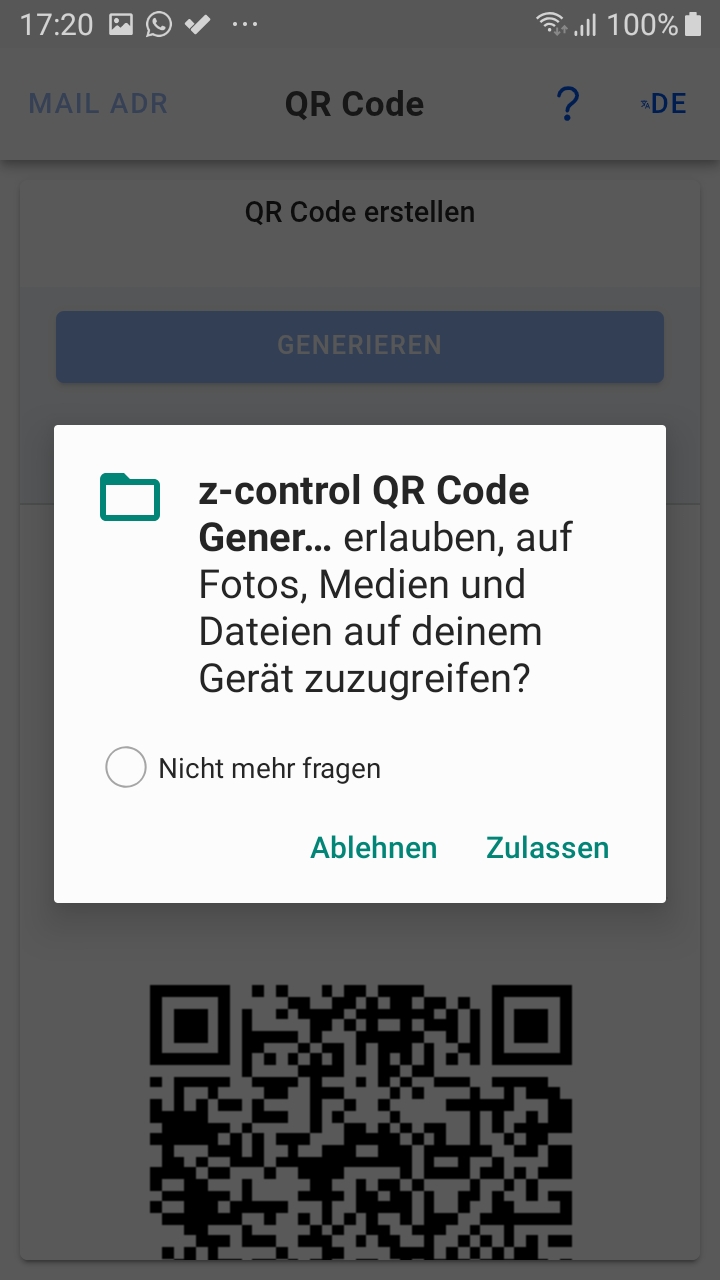 17:20 ... 100%
MAIL ADR QR Code ? DE
QR Code erstellen
GENERIEREN
z-control QR Code
Gener... erlauben, auf
Fotos, Medien und
Dateien auf deinem
Gerät zuzugreifen?
Nicht mehr fragen
Ablehnen Zulassen